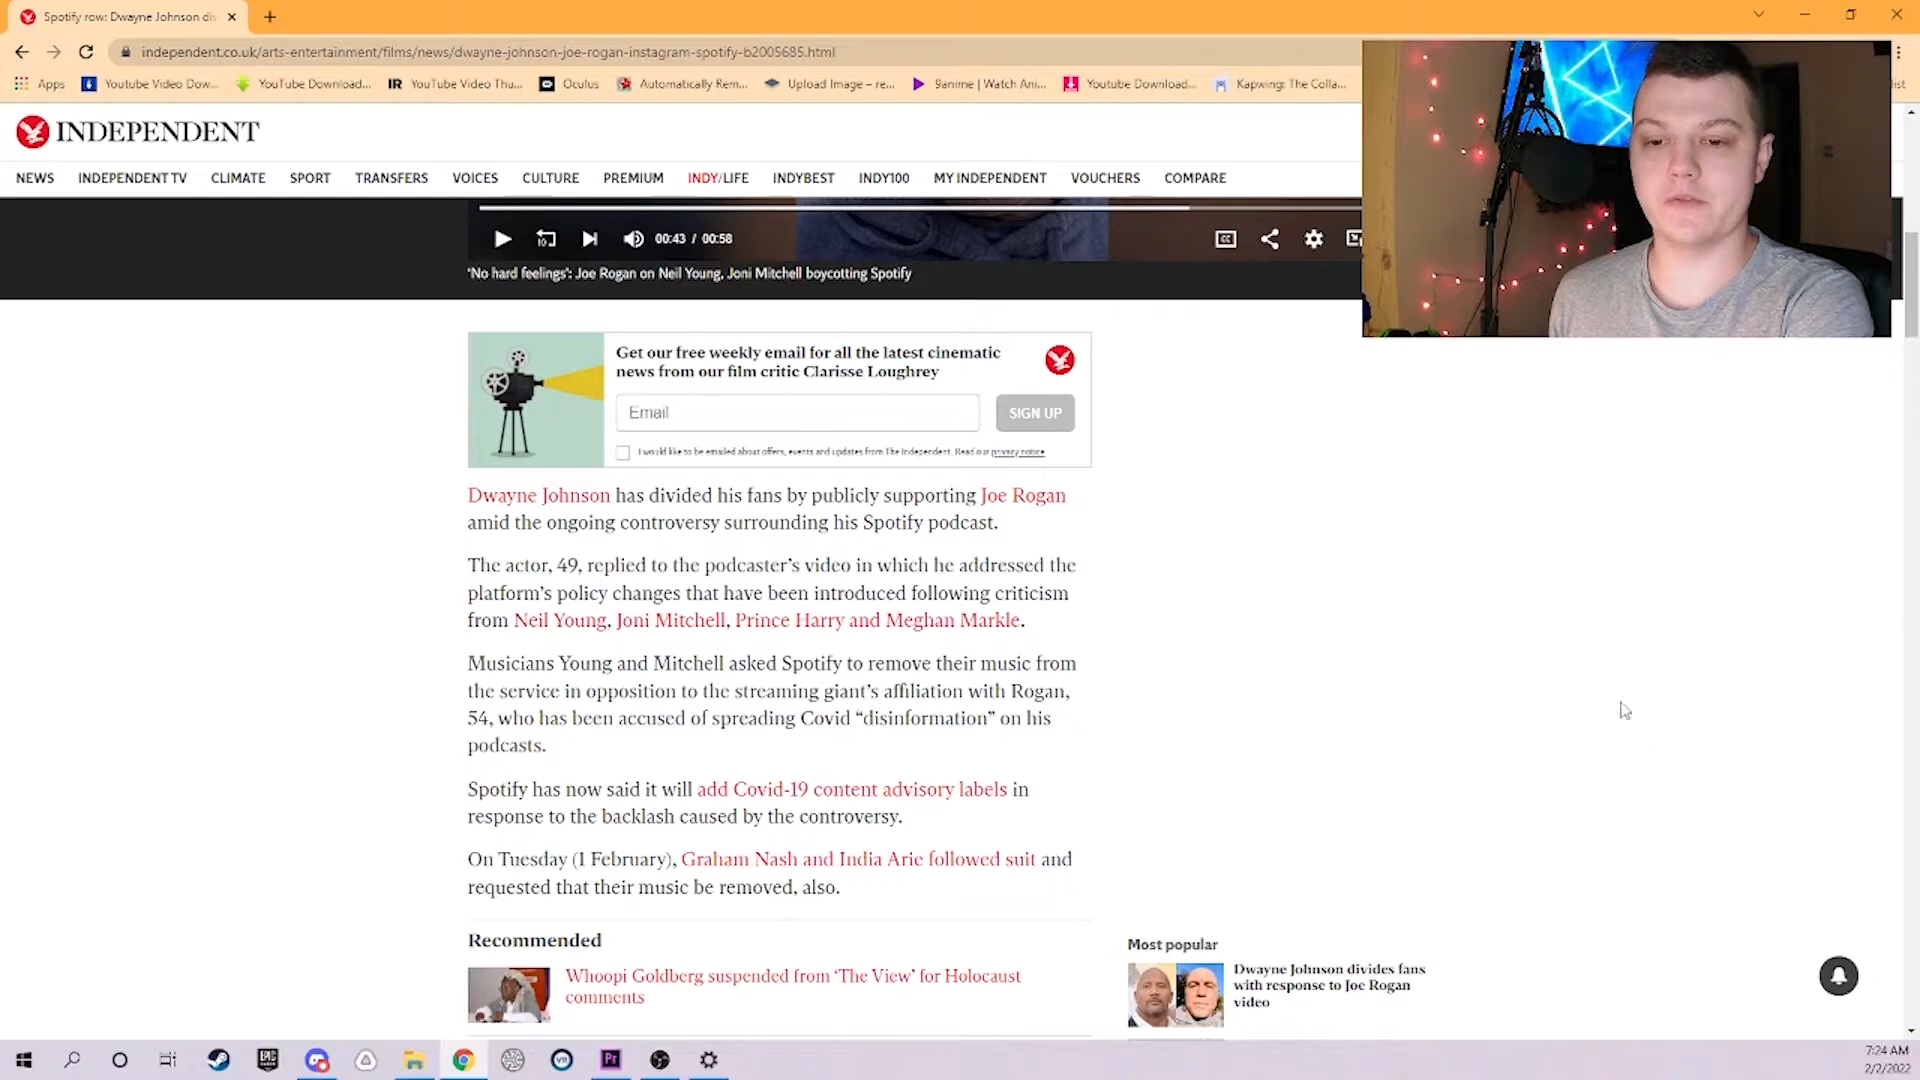 Spotify row: Dwayne Johnson div
independent.co.uk/arts-entertainment/films/news/dwayne-johnson-joe-rogan-instagram-spotify-b2005685.html
Apps
Youtube Video Dow...
YouTube Download...
IR YouTube Video Thu...
Oculus
Automatically Rem...
Upload Image – re...
9anime | Watch Ani...
Youtube Download...
Kapwing: The Colla...
list
INDEPENDENT
NEWS INDEPENDENT TV CLIMATE SPORT TRANSFERS VOICES CULTURE PREMIUM INDY/LIFE INDYBEST INDY100 MY INDEPENDENT VOUCHERS COMPARE
10
00:43 / 00:58
CC
'No hard feelings': Joe Rogan on Neil Young, Joni Mitchell boycotting Spotify
Get our free weekly email for all the latest cinematic
news from our film critic Clarisse Loughrey
Email
SIGN UP
I would like to be emailed about offers, events and updates from The Independent. Read our privacy notice
Dwayne Johnson has divided his fans by publicly supporting Joe Rogan
amid the ongoing controversy surrounding his Spotify podcast.
The actor, 49, replied to the podcaster’s video in which he addressed the
platform’s policy changes that have been introduced following criticism
from Neil Young, Joni Mitchell, Prince Harry and Meghan Markle.
Musicians Young and Mitchell asked Spotify to remove their music from
the service in opposition to the streaming giant’s affiliation with Rogan,
54, who has been accused of spreading Covid “disinformation” on his
podcasts.
Spotify has now said it will add Covid-19 content advisory labels in
response to the backlash caused by the controversy.
On Tuesday (1 February), Graham Nash and India Arie followed suit and
requested that their music be removed, also.
Recommended
Whoopi Goldberg suspended from ‘The View’ for Holocaust
comments
Most popular
Dwayne Johnson divides fans
with response to Joe Rogan
video
EPIC
VR
Pr
7:24 AM
2/2/2022